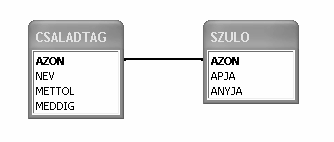 CSALADTAG
AZON
NEV
METTOL
MEDDIG
SZULO
AZON
APJA
ANYJA